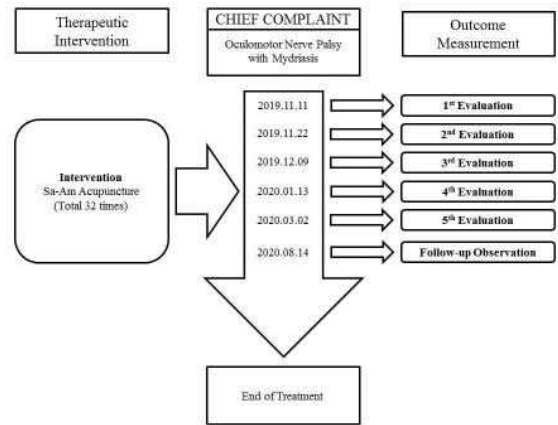 Therapeutic
Intervention
CHIEF COMPLAINT
Oculomotor Nerve Palsy
with Mydriasis
Outcome
Measurement
Intervention
Sa-Am Acupuncture
(Total 32 times)
2019.11.11
1st Evaluation
2019.11.22
2nd Evaluation
2019.12.09
3rd Evaluation
2020.01.13
4th Evaluation
2020.03.02
5th Evaluation
2020.08.14
Follow-up Observation
End of Treatment